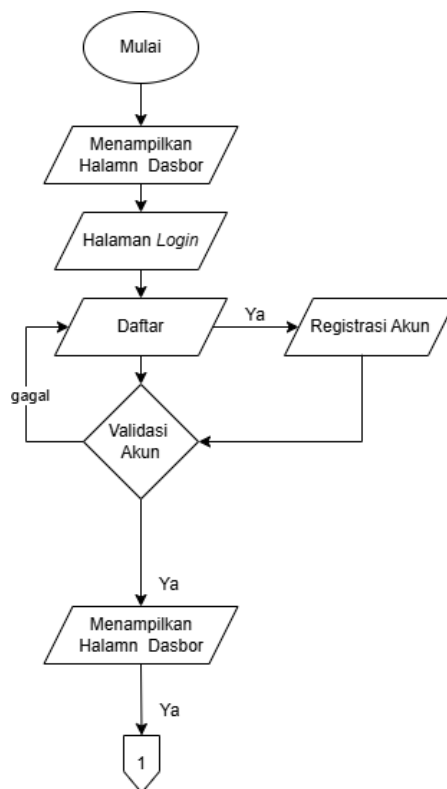 Mulai
Menampilkan
Halamn Dasbor
Halaman Login
Daftar
Ya
Registrasi Akun
gagal
Validasi
Akun
Ya
Menampilkan
Halamn Dasbor
Ya
1